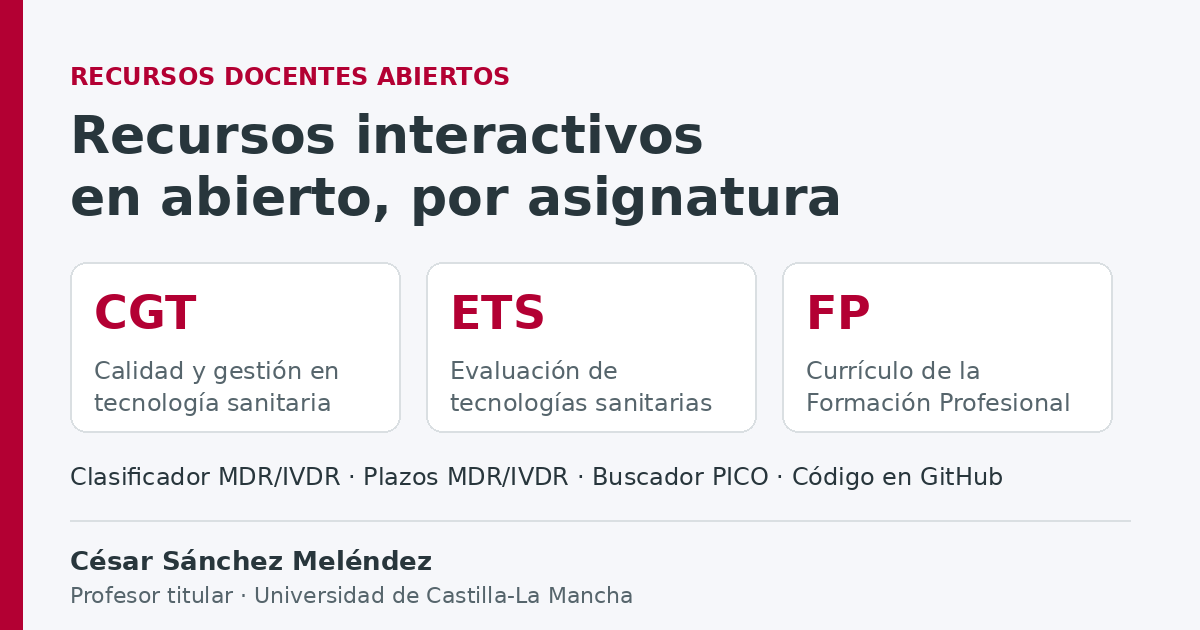 RECURSOS DOCENTES ABIERTOS
Recursos interactivos
en abierto, por asignatura
CGT
Calidad y gestión en
tecnología sanitaria
ETS
Evaluación de
tecnologías sanitarias
FP
Currículo de la
Formación Profesional
Clasificador MDR/IVDR · Plazos MDR/IVDR · Buscador PICO · Código en GitHub
César Sánchez Meléndez
Profesor titular · Universidad de Castilla-La Mancha